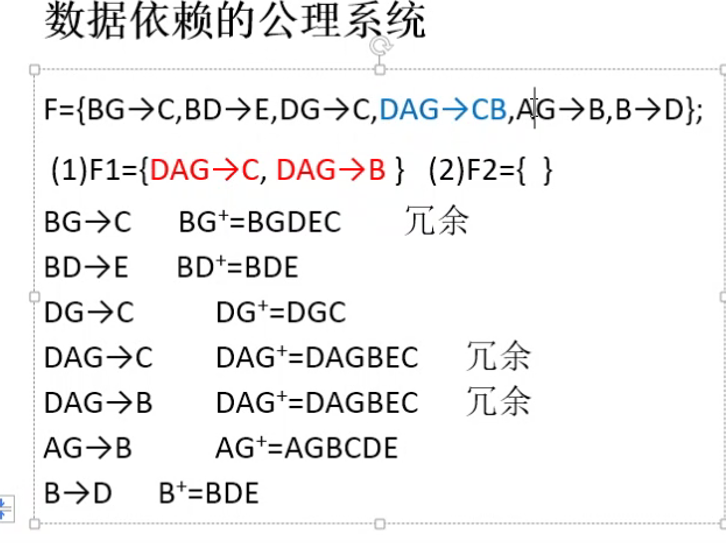 数据依赖的公理系统
F={BG→C,BD→E,DG→C,DAG→CB,AG→B,B→D};
(1)F1={DAG→C, DAG→B } (2)F2={ }
BG→C BG⁺=BGDEC 冗余
BD→E BD⁺=BDE
DG→C DG⁺=DGC
DAG→C DAG⁺=DAGBEC 冗余
DAG→B DAG⁺=DAGBEC 冗余
AG→B AG⁺=AGBCDE
B→D B⁺=BDE